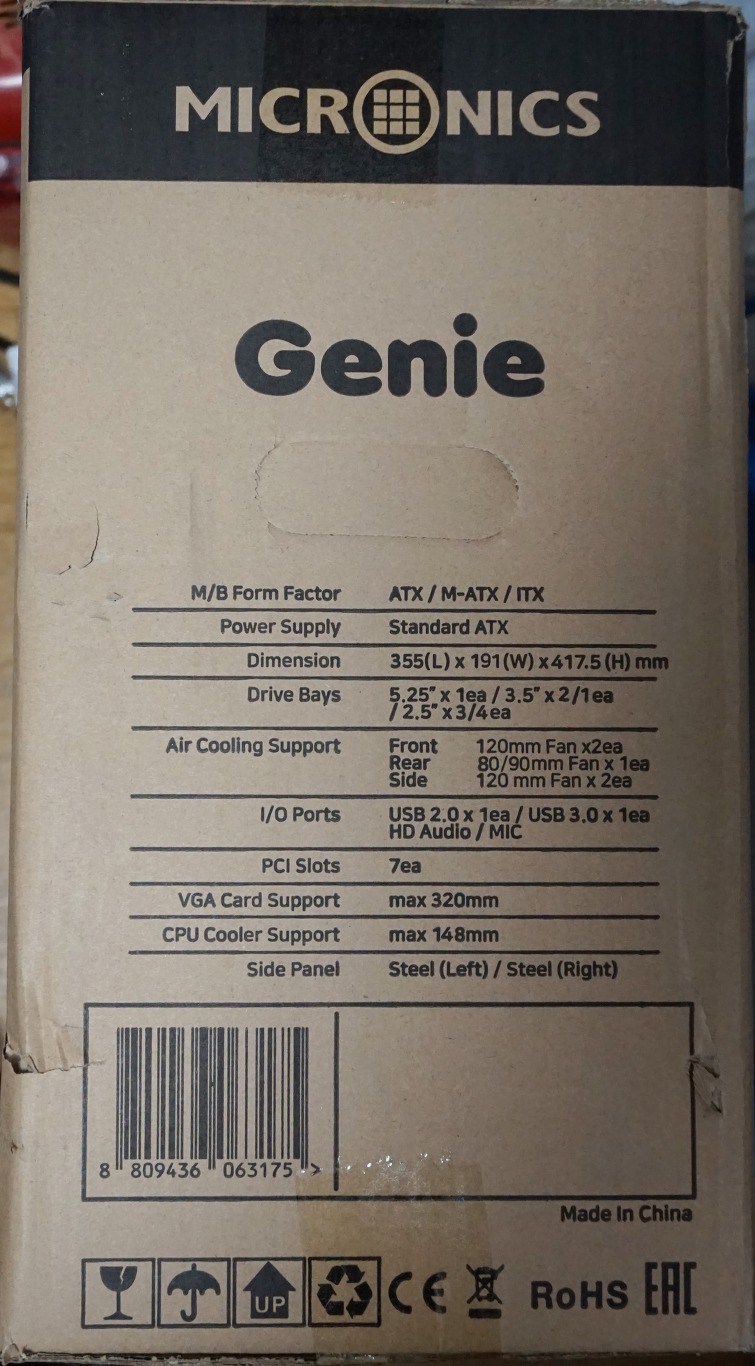 MICRONICS
Genie
M/B Form Factor ATX / M-ATX / ITX
Power Supply Standard ATX
Dimension 355(L) x 191(W) x 417.5 (H) mm
Drive Bays 5.25" x 1ea / 3.5" x 2/1ea
/ 2.5" x 3/4ea
Air Cooling Support Front 120mm Fan x2ea
Rear 80/90mm Fan x 1ea
Side 120 mm Fan x 2ea
I/O Ports USB 2.0 x 1ea / USB 3.0 x 1ea
HD Audio / MIC
PCI Slots 7ea
VGA Card Support max 320mm
CPU Cooler Support max 148mm
Side Panel Steel (Left) / Steel (Right)
8 809436 063175 >
Made In China
UP CE RoHS EAC